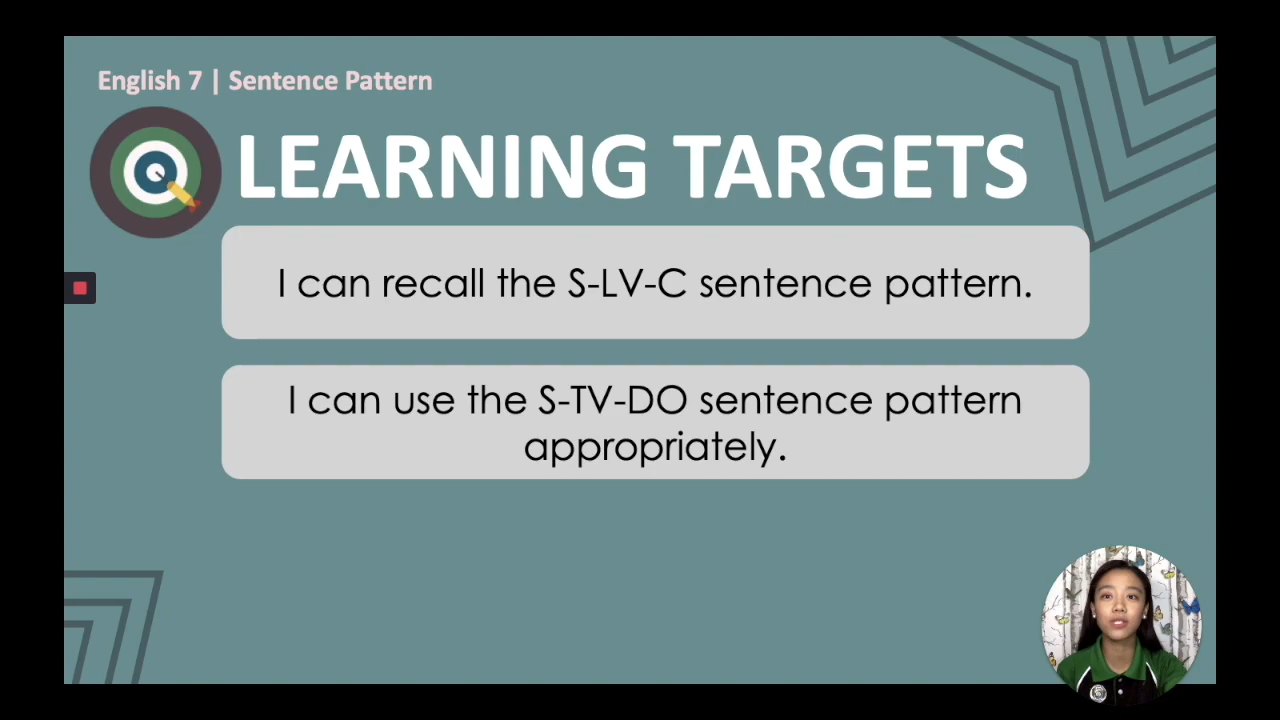 English 7 | Sentence Pattern
LEARNING TARGETS
I can recall the S-LV-C sentence pattern.
I can use the S-TV-DO sentence pattern
appropriately.